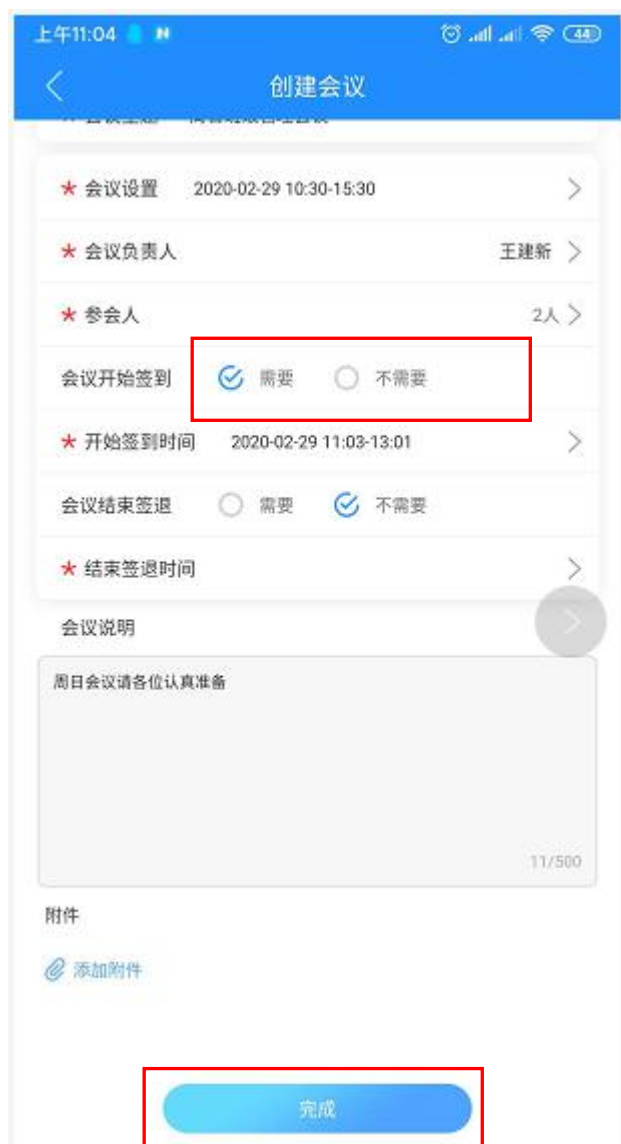 上午11:04
44
创建会议
★ 会议设置 2020-02-29 10:30-15:30
★ 会议负责人 王建新
★ 参会人 2人
会议开始签到 需要 不需要
★ 开始签到时间 2020-02-29 11:03-13:01
会议结束签退 需要 不需要
★ 结束签退时间
会议说明
周日会议请各位认真准备
11/500
附件
添加附件
完成